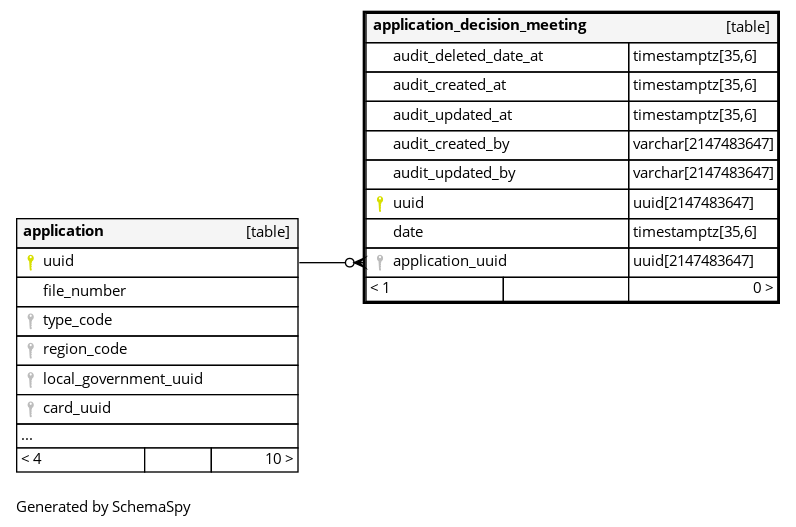 application_decision_meeting [table]
audit_deleted_date_at timestamptz[35,6]
audit_created_at timestamptz[35,6]
audit_updated_at timestamptz[35,6]
audit_created_by varchar[2147483647]
audit_updated_by varchar[2147483647]
uuid uuid[2147483647]
date timestamptz[35,6]
application_uuid uuid[2147483647]
< 1 0 >
application [table]
uuid
file_number
type_code
region_code
local_government_uuid
card_uuid
...
< 4 10 >
Generated by SchemaSpy